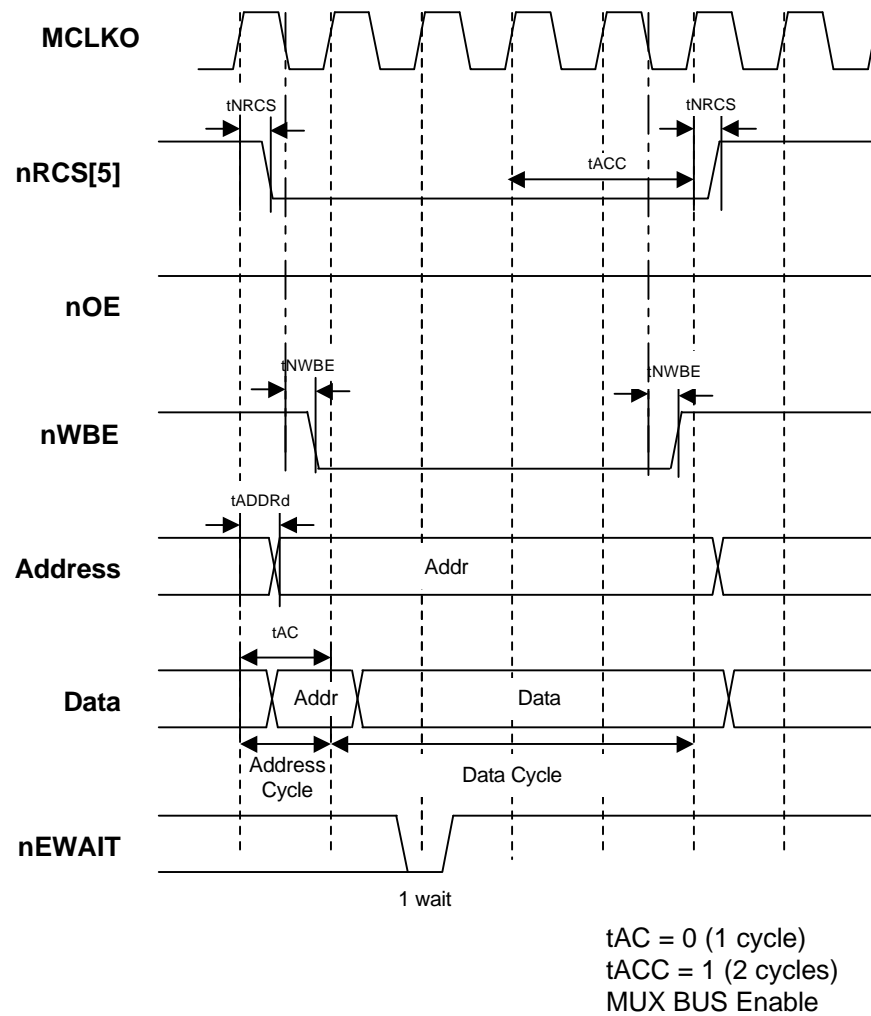 MCLKO
tNRCS
tNRCS
nRCS[5]
tACC
nOE
tNWBE
tNWBE
nWBE
tADDRd
Address
Addr
tAC
Data
Addr
Data
Address
Cycle
Data Cycle
nEWAIT
1 wait
tAC = 0 (1 cycle)
tACC = 1 (2 cycles)
MUX BUS Enable